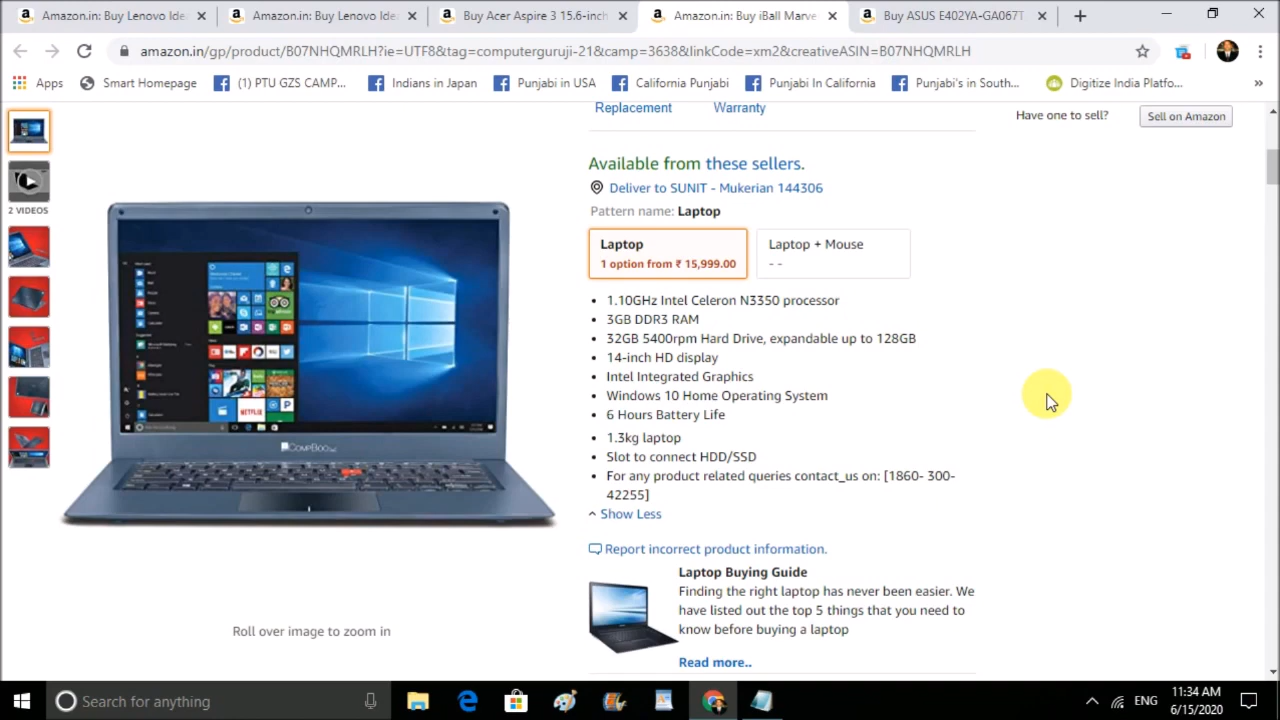 Amazon.in: Buy Lenovo Ide
Amazon.in: Buy Lenovo Ide
Buy Acer Aspire 3 15.6-inch
Amazon.in: Buy iBall Marve
Buy ASUS E402YA-GA067T
amazon.in/gp/product/B07NHQMRLH?ie=UTF8&tag=computerguruji-21&camp=3638&linkCode=xm2&creativeASIN=B07NHQMRLH
Apps
Smart Homepage
(1) PTU GZS CAMP...
Indians in Japan
Punjabi in USA
California Punjabi
Punjabi In California
Punjabi's in South...
Digitize India Platfo...
»
Replacement
Warranty
Have one to sell?
Sell on Amazon
2 VIDEOS
Available from these sellers.
Deliver to SUNIT - Mukerian 144306
Pattern name: Laptop
Laptop
1 option from ₹ 15,999.00
Laptop + Mouse
- -
• 1.10GHz Intel Celeron N3350 processor
• 3GB DDR3 RAM
• 32GB 5400rpm Hard Drive, expandable up to 128GB
• 14-inch HD display
• Intel Integrated Graphics
• Windows 10 Home Operating System
• 6 Hours Battery Life
• 1.3kg laptop
• Slot to connect HDD/SSD
• For any product related queries contact_us on: [1860- 300-
42255]
Show Less
Report incorrect product information.
Laptop Buying Guide
Finding the right laptop has never been easier. We
have listed out the top 5 things that you need to
know before buying a laptop
Read more..
NETFLIX
Roll over image to zoom in
Search for anything
ENG
11:34 AM
6/15/2020